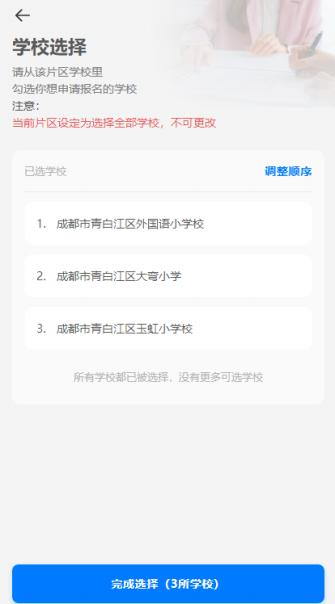 学校选择
请从该片区学校里
勾选你想申请报名的学校
注意：
当前片区设定为选择全部学校，不可更改
已选学校 调整顺序
1. 成都市青白江区外国语小学校
2. 成都市青白江区大弯小学
3. 成都市青白江区玉虹小学校
所有学校都已被选择，没有更多可选学校
完成选择（3所学校）